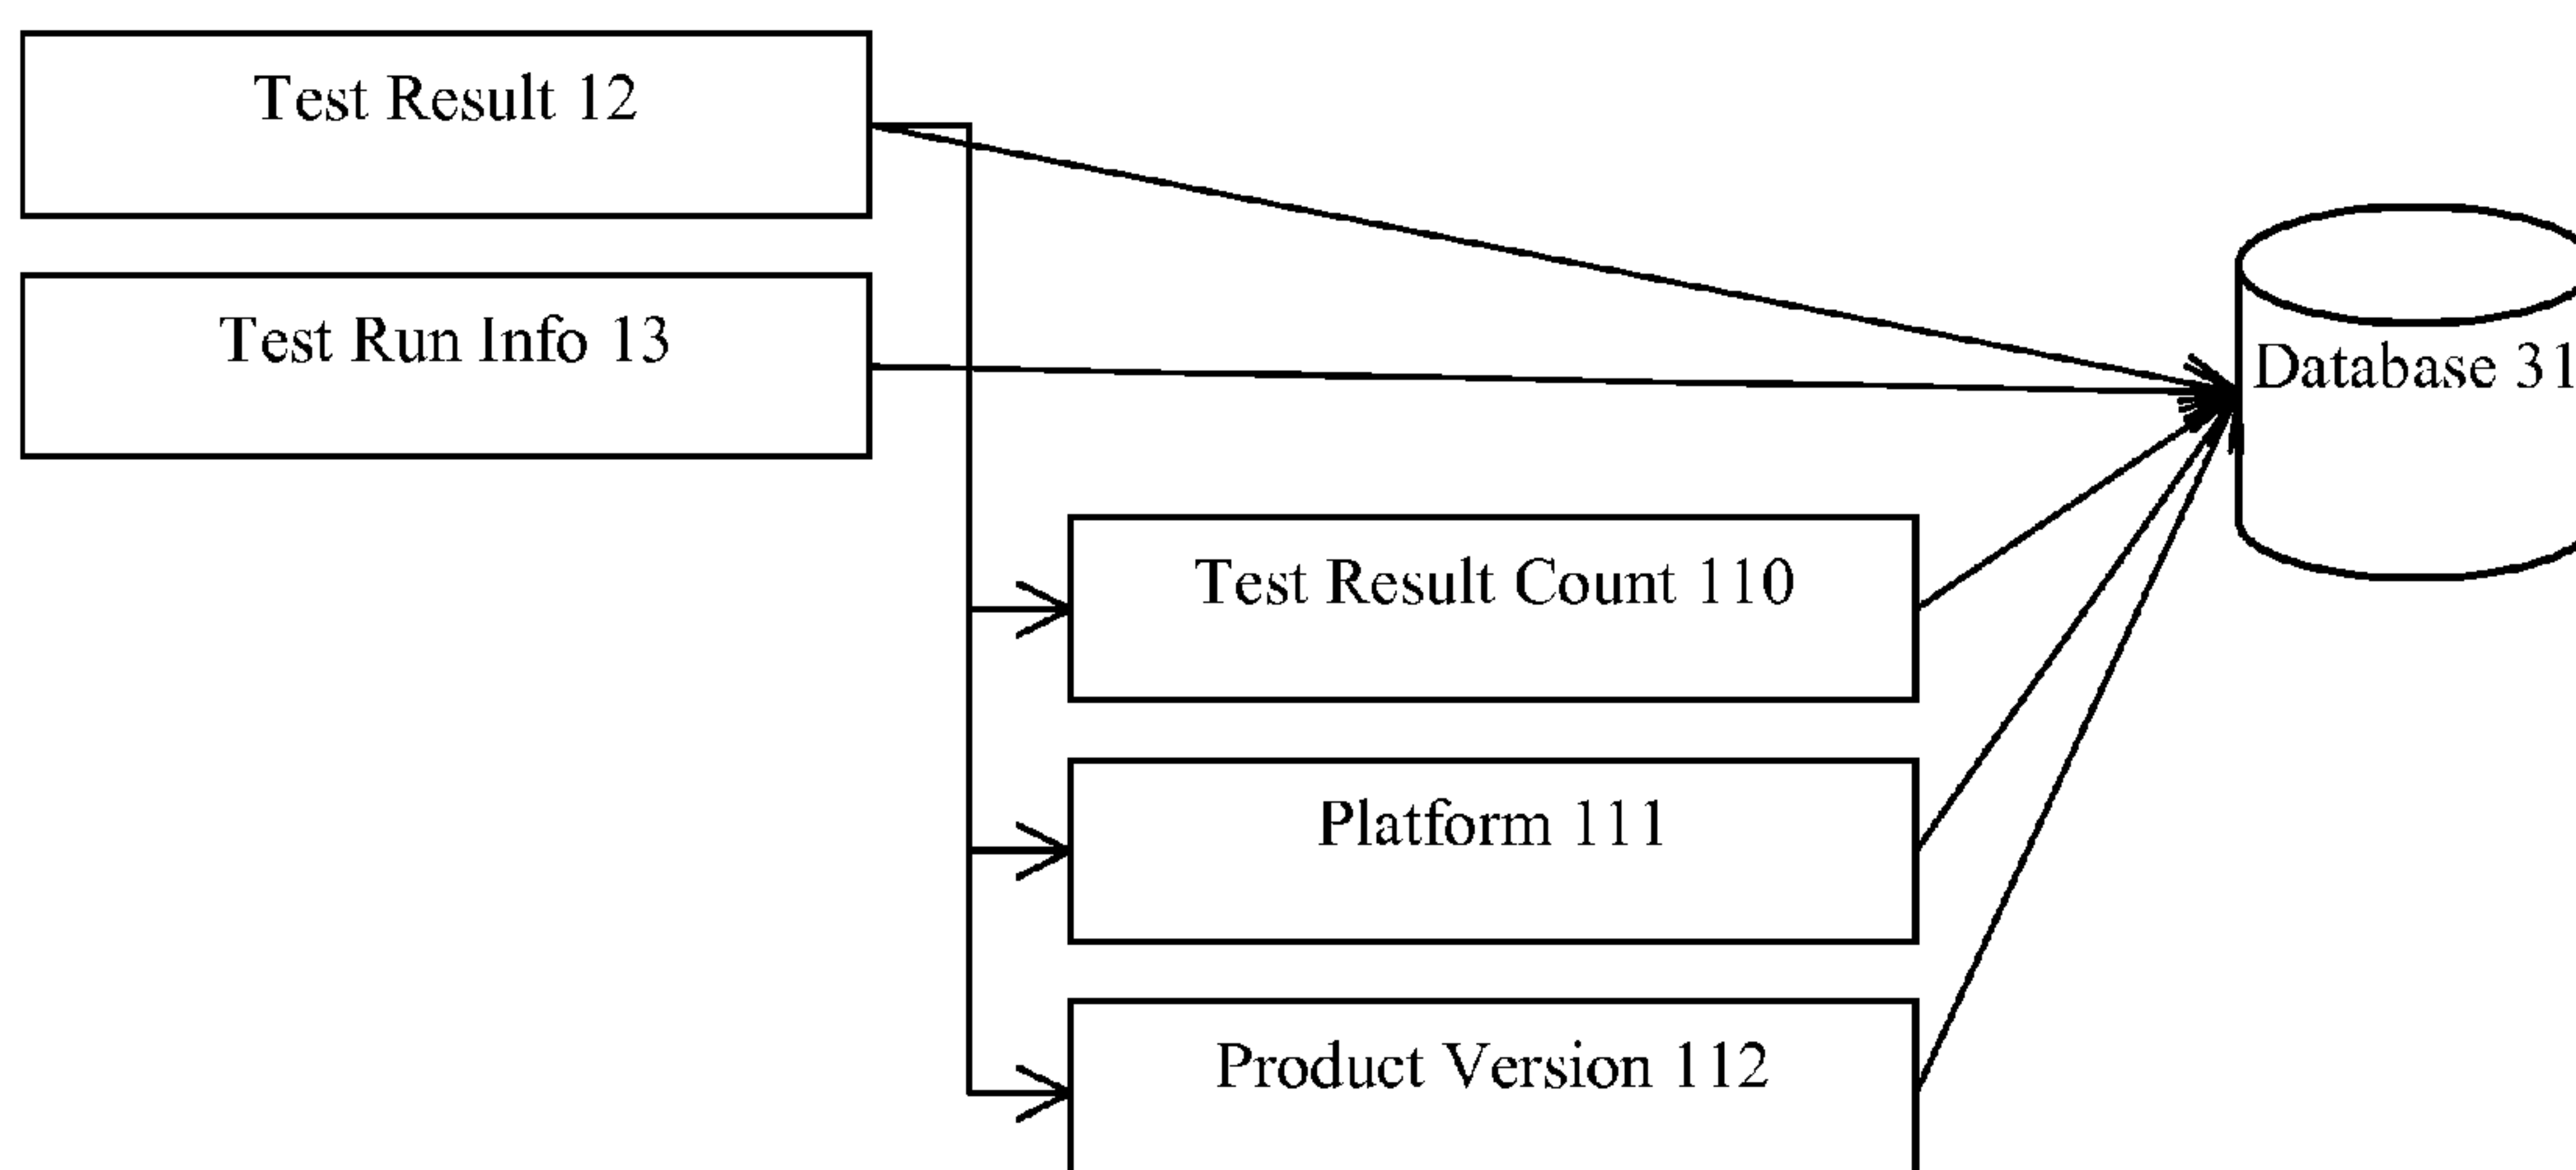 Test Result 12
Test Run Info 13
Database 31
Test Result Count 110
Platform 111
Product Version 112